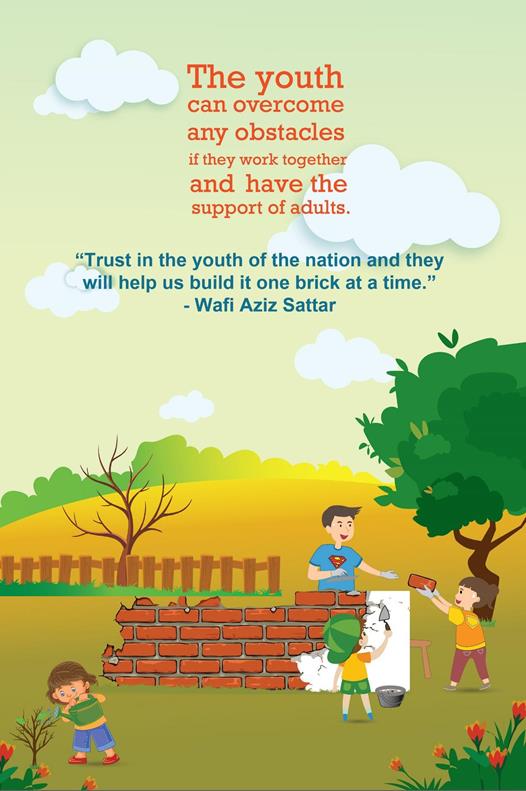 The youth
can overcome
any obstacles
if they work together
and have the
support of adults.
“Trust in the youth of the nation and they
will help us build it one brick at a time.”
- Wafi Aziz Sattar